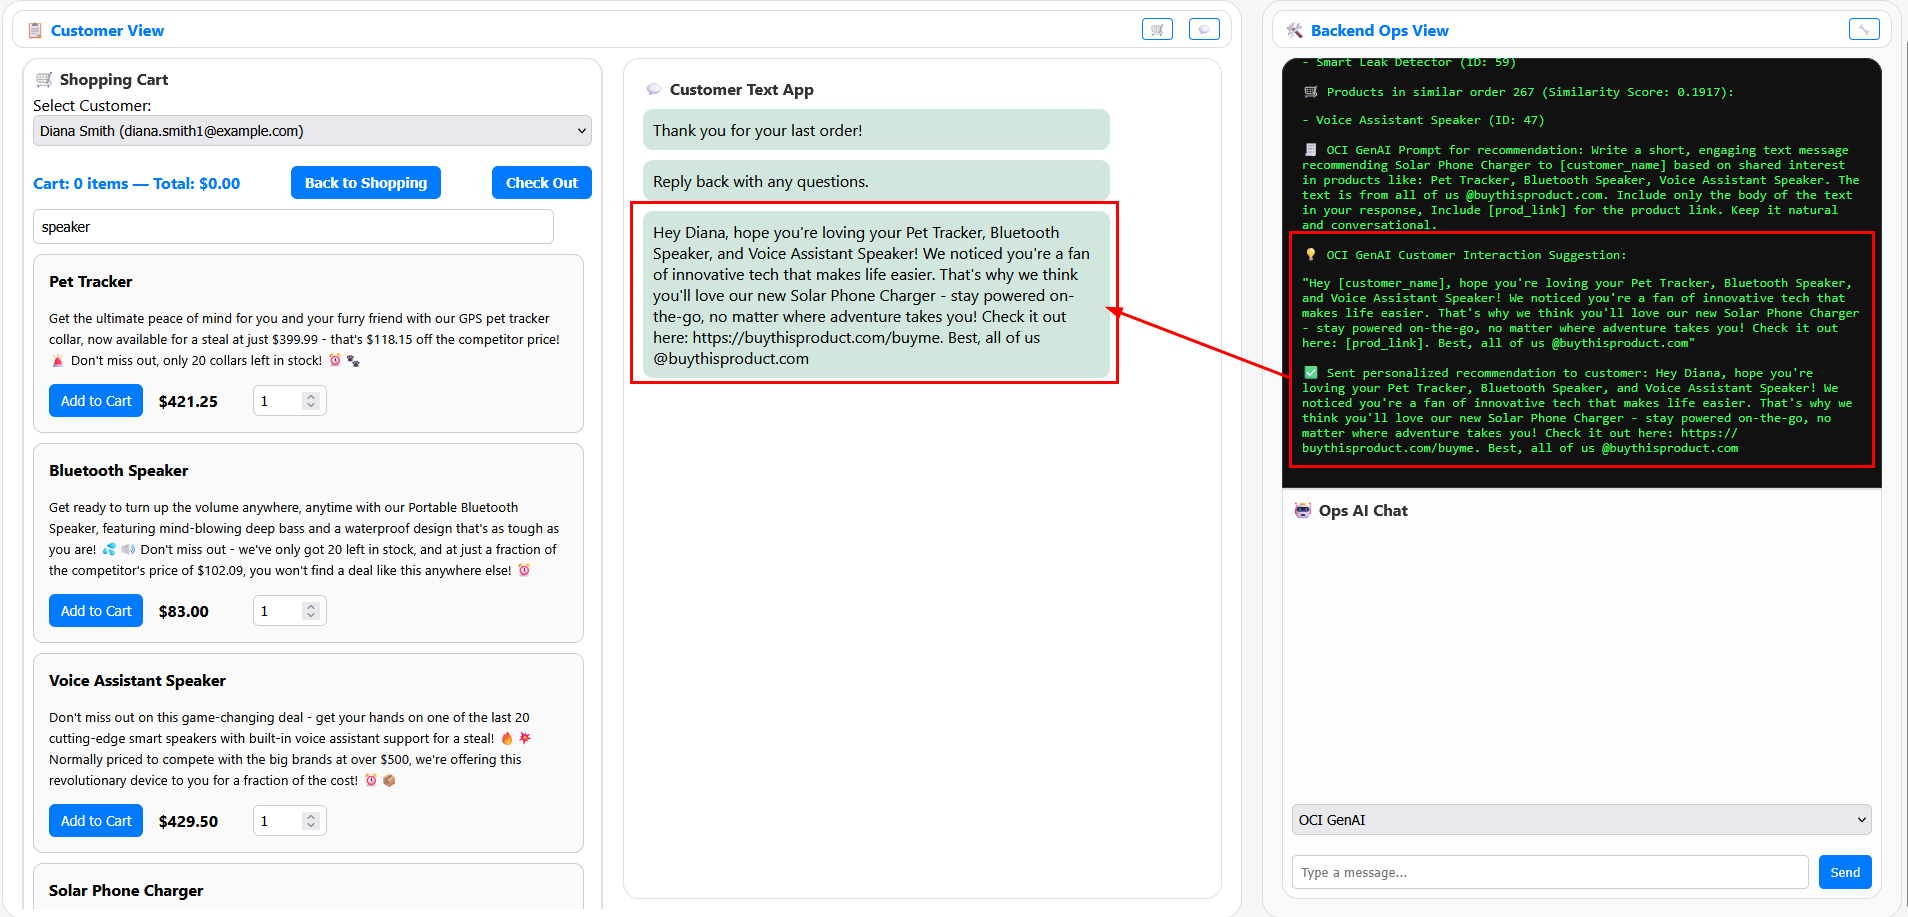 Customer View
Shopping Cart
Select Customer:
Diana Smith (diana.smith1@example.com)
Cart: 0 items — Total: $0.00
Back to Shopping
Check Out
speaker
Pet Tracker
Get the ultimate peace of mind for you and your furry friend with our GPS pet tracker
collar, now available for a steal at just $399.99 - that's $118.15 off the competitor price!
Don't miss out, only 20 collars left in stock!
Add to Cart
$421.25
1
Bluetooth Speaker
Get ready to turn up the volume anywhere, anytime with our Portable Bluetooth
Speaker, featuring mind-blowing deep bass and a waterproof design that's as tough as
you are! Don't miss out - we've only got 20 left in stock, and at just a fraction of
the competitor's price of $102.09, you won't find a deal like this anywhere else!
Add to Cart
$83.00
1
Voice Assistant Speaker
Don't miss out on this game-changing deal - get your hands on one of the last 20
cutting-edge smart speakers with built-in voice assistant support for a steal!
Normally priced to compete with the big brands at over $500, we're offering this
revolutionary device to you for a fraction of the cost!
Add to Cart
$429.50
1
Solar Phone Charger
Customer Text App
Thank you for your last order!
Reply back with any questions.
Hey Diana, hope you're loving your Pet Tracker, Bluetooth
Speaker, and Voice Assistant Speaker! We noticed you're a fan
of innovative tech that makes life easier. That's why we think
you'll love our new Solar Phone Charger - stay powered on-
the-go, no matter where adventure takes you! Check it out
here: https://buythisproduct.com/buyme. Best, all of us
@buythisproduct.com
Backend Ops View
- Smart Leak Detector (ID: 59)
Products in similar order 267 (Similarity Score: 0.1917):
- Voice Assistant Speaker (ID: 47)
OCI GenAI Prompt for recommendation: Write a short, engaging text message
recommending Solar Phone Charger to [customer_name] based on shared interest
in products like: Pet Tracker, Bluetooth Speaker, Voice Assistant Speaker. The
text is from all of us @buythisproduct.com. Include only the body of the text
in your response, Include [prod_link] for the product link. Keep it natural
and conversational.
OCI GenAI Customer Interaction Suggestion:
"Hey [customer_name], hope you're loving your Pet Tracker, Bluetooth Speaker,
and Voice Assistant Speaker! We noticed you're a fan of innovative tech that
makes life easier. That's why we think you'll love our new Solar Phone Charger
- stay powered on-the-go, no matter where adventure takes you! Check it out
here: [prod_link]. Best, all of us @buythisproduct.com"
Sent personalized recommendation to customer: Hey Diana, hope you're
loving your Pet Tracker, Bluetooth Speaker, and Voice Assistant Speaker! We
noticed you're a fan of innovative tech that makes life easier. That's why we
think you'll love our new Solar Phone Charger - stay powered on-the-go, no
matter where adventure takes you! Check it out here: https://
buythisproduct.com/buyme. Best, all of us @buythisproduct.com
Ops AI Chat
OCI GenAI
Type a message...
Send